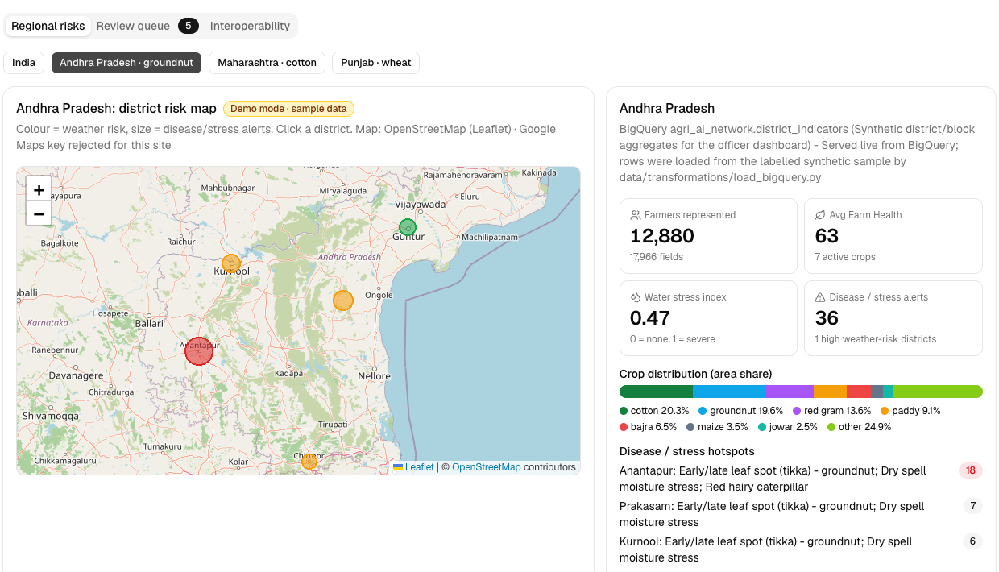 Regional risks Review queue 5 Interoperability
India Andhra Pradesh · groundnut Maharashtra · cotton Punjab · wheat
Andhra Pradesh: district risk map Demo mode · sample data
Colour = weather risk, size = disease/stress alerts. Click a district. Map: OpenStreetMap (Leaflet) · Google
Maps key rejected for this site
+
−
Rajamahendravaram
Kakinada
Mahbubnagar
Miryalaguda
Eluru
Vijayawada
Raichur
Bagalkote
Guntur
Machilipatnam
Andhra Pradesh
Kurnool
Ongole
Hosapete
Karnataka
Ballari
Anantapur
Ranebennur
Davanagere
Kadapa
Nellore
Chitradurga
Shivamogga
Tirupati
Tumakuru
Chikkamagaluru
Kolar
Chittoor
Leaflet | © OpenStreetMap contributors
Andhra Pradesh
BigQuery agri_ai_network.district_indicators (Synthetic district/block
aggregates for the officer dashboard) - Served live from BigQuery;
rows were loaded from the labelled synthetic sample by
data/transformations/load_bigquery.py
Farmers represented
12,880
17,966 fields
Avg Farm Health
63
7 active crops
Water stress index
0.47
0 = none, 1 = severe
Disease / stress alerts
36
1 high weather-risk districts
Crop distribution (area share)
cotton 20.3% groundnut 19.6% red gram 13.6% paddy 9.1%
bajra 6.5% maize 3.5% jowar 2.5% other 24.9%
Disease / stress hotspots
Anantapur: Early/late leaf spot (tikka) - groundnut; Dry spell 18
moisture stress; Red hairy caterpillar
Prakasam: Early/late leaf spot (tikka) - groundnut; Dry spell 7
moisture stress
Kurnool: Early/late leaf spot (tikka) - groundnut; Dry spell 6
moisture stress